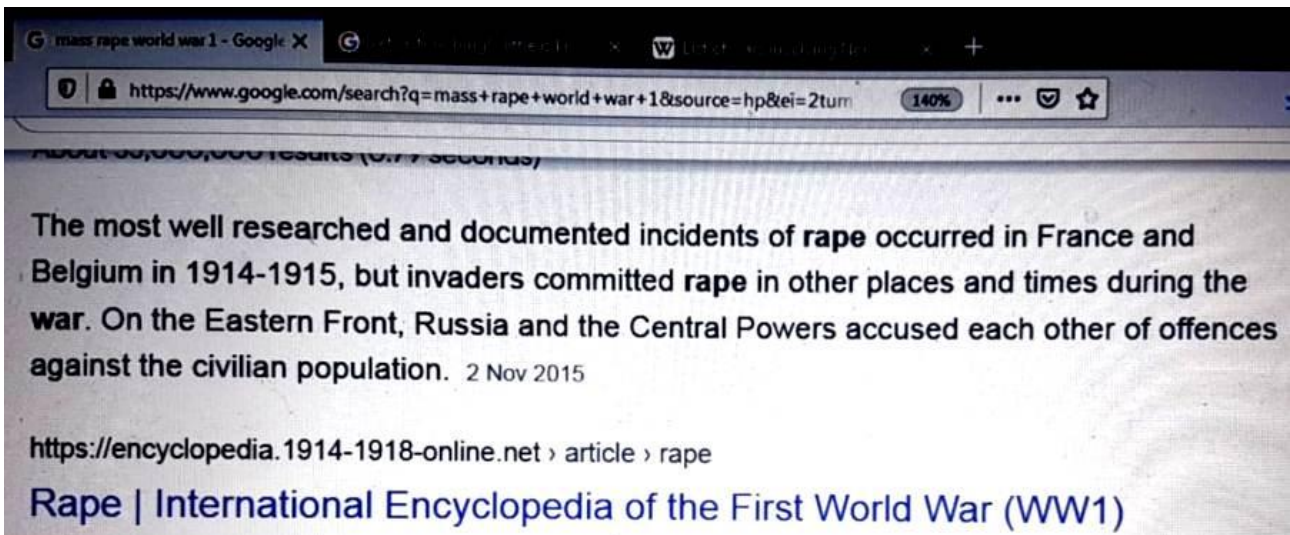 mass rape world war 1 - Google
https://www.google.com/search?q=mass+rape+world+war+1&source=hp&ei=2tum
140%
The most well researched and documented incidents of rape occurred in France and
Belgium in 1914-1915, but invaders committed rape in other places and times during the
war. On the Eastern Front, Russia and the Central Powers accused each other of offences
against the civilian population. 2 Nov 2015
https://encyclopedia.1914-1918-online.net › article › rape
Rape | International Encyclopedia of the First World War (WW1)